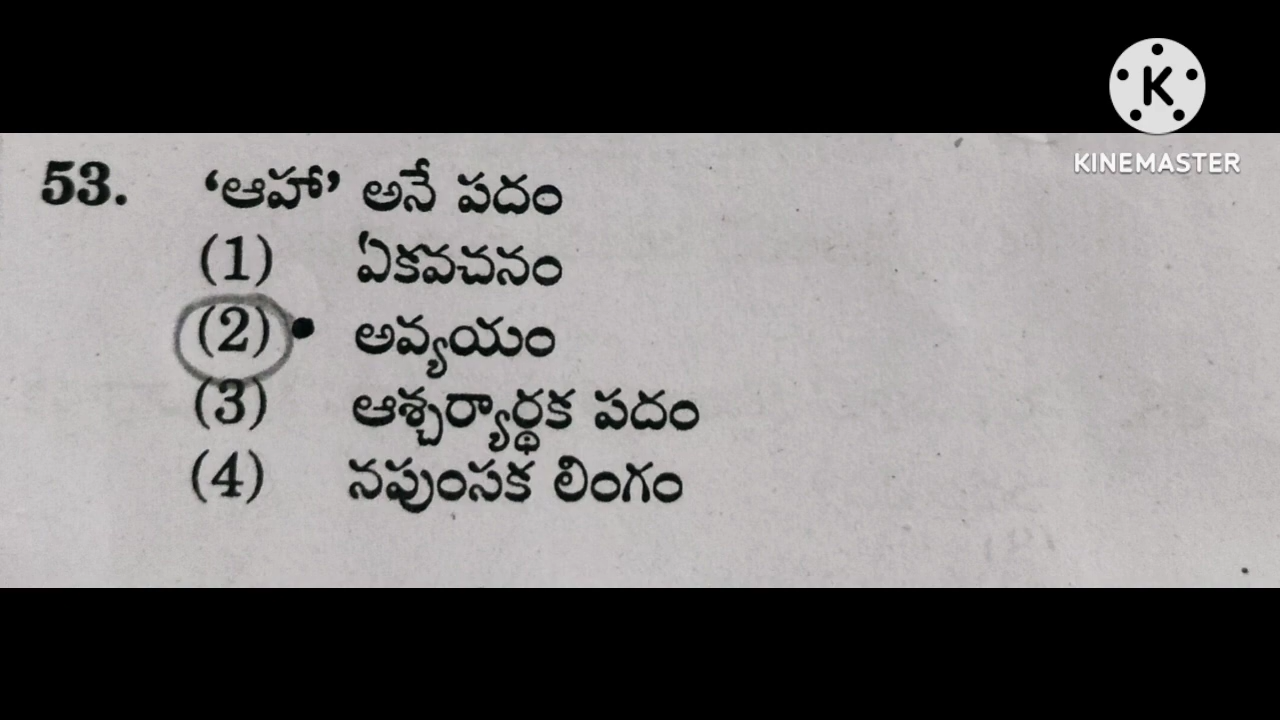 K
KINEMASTER
53. ‘ఆహా’ అనే పదం
(1) ఏకవచనం
(2) • అవ్యయం
(3) ఆశ్చర్యార్థక పదం
(4) నపుంసక లింగం